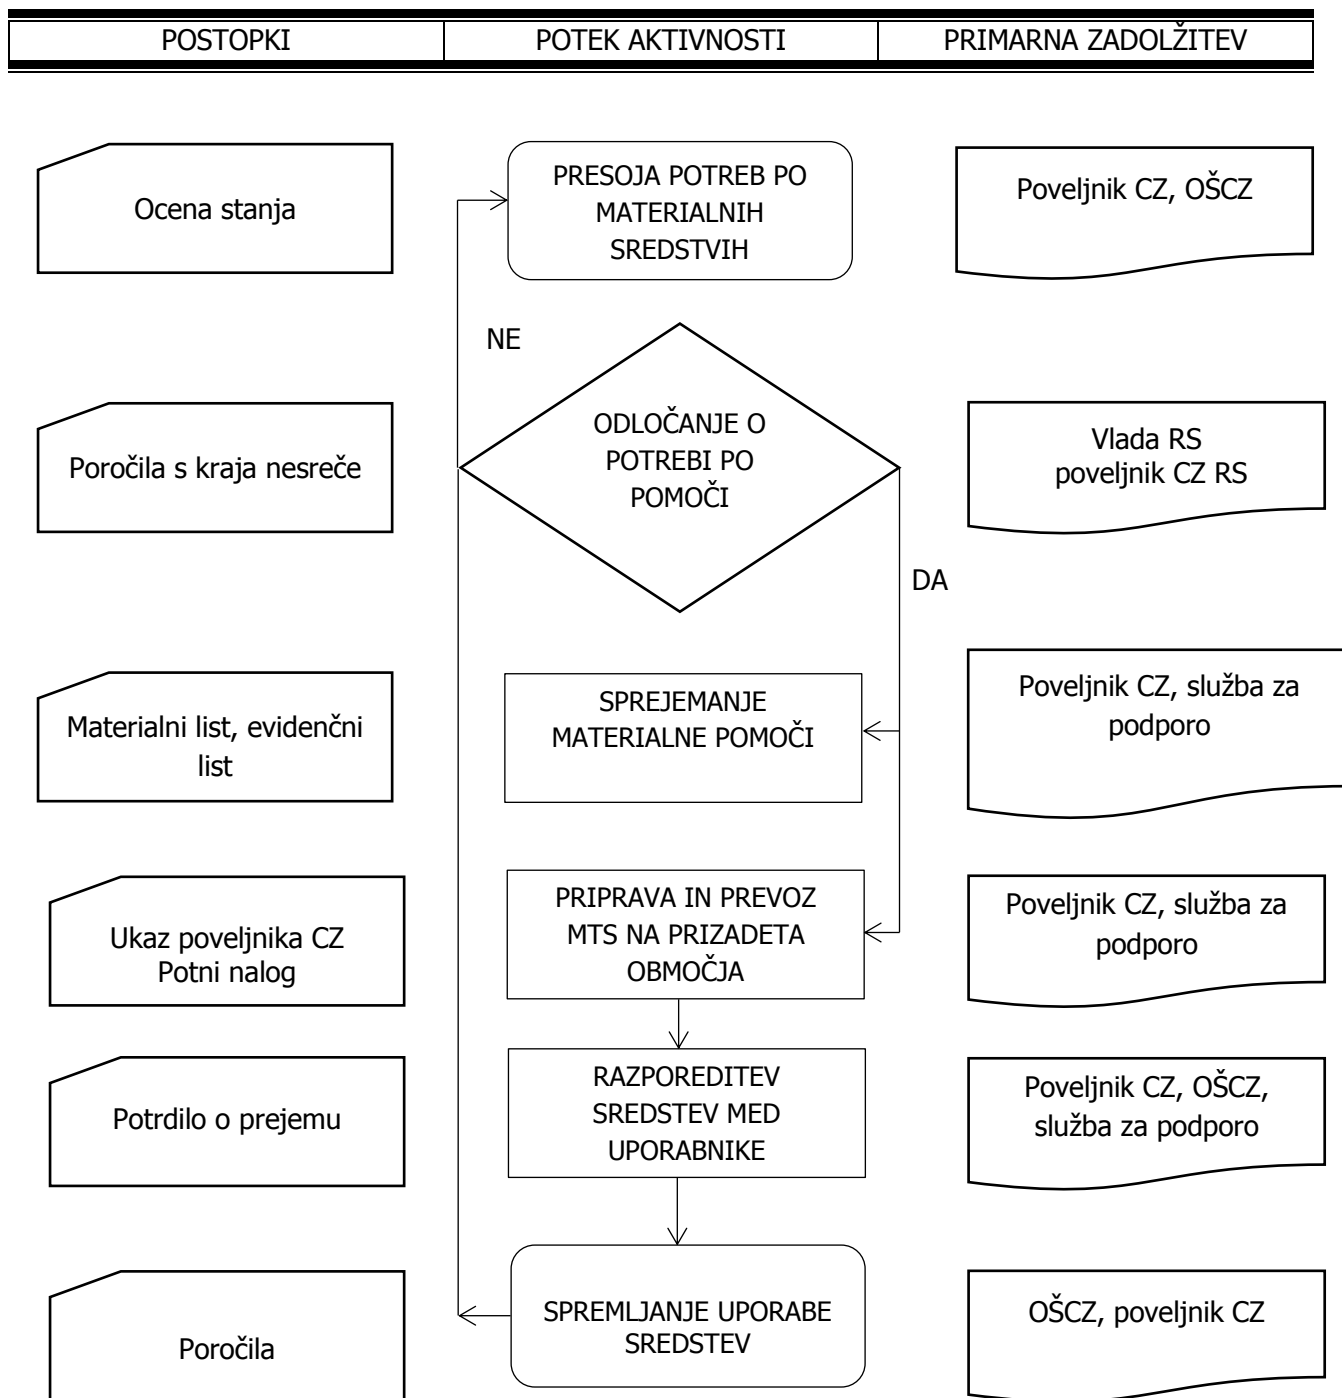 POSTOPKI
POTEK AKTIVNOSTI
PRIMARNA ZADOLŽITEV
Ocena stanja
PRESOJA POTREB PO
MATERIALNIH
SREDSTVIH
Poveljnik CZ, OŠCZ
NE
Poročila s kraja nesreče
ODLOČANJE O
POTREBI PO
POMOČI
Vlada RS
poveljnik CZ RS
DA
Materialni list, evidenčni
list
SPREJEMANJE
MATERIALNE POMOČI
Poveljnik CZ, služba za
podporo
Ukaz poveljnika CZ
Potni nalog
PRIPRAVA IN PREVOZ
MTS NA PRIZADETA
OBMOČJA
Poveljnik CZ, služba za
podporo
Potrdilo o prejemu
RAZPOREDITEV
SREDSTEV MED
UPORABNIKE
Poveljnik CZ, OŠCZ,
služba za podporo
Poročila
SPREMLJANJE UPORABE
SREDSTEV
OŠCZ, poveljnik CZ